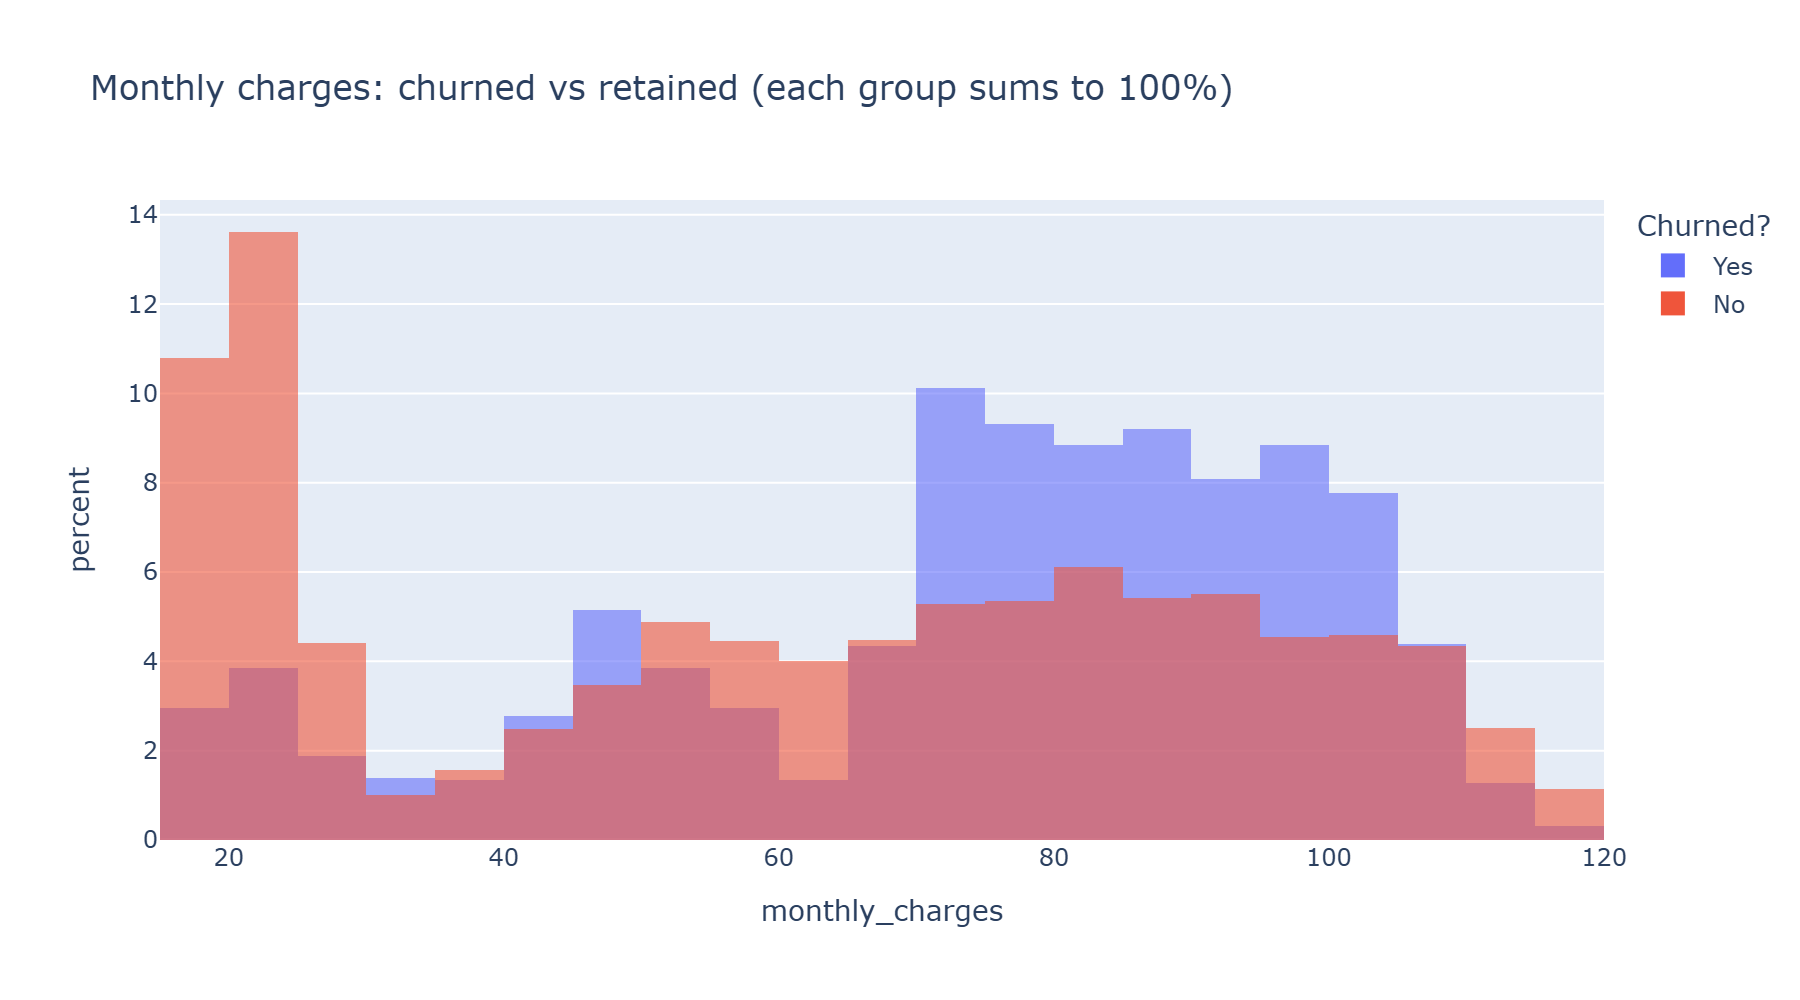 Monthly charges: churned vs retained (each group sums to 100%)
14
12
10
8
6
4
2
0
percent
20
40
60
80
100
120
monthly_charges
Churned?
Yes
No